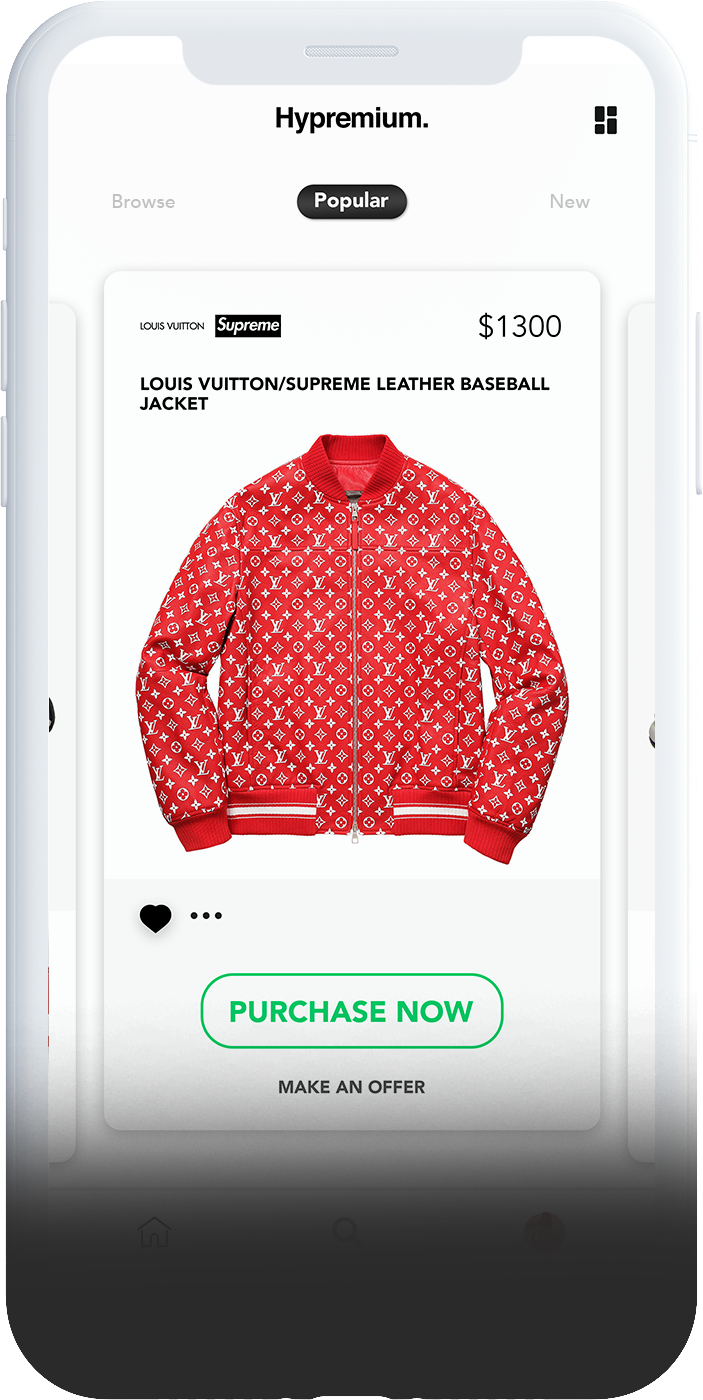 Hypremium.
Browse
Popular
New
LOUIS VUITTON
Supreme
$1300
LOUIS VUITTON/SUPREME LEATHER BASEBALL
JACKET
PURCHASE NOW
MAKE AN OFFER